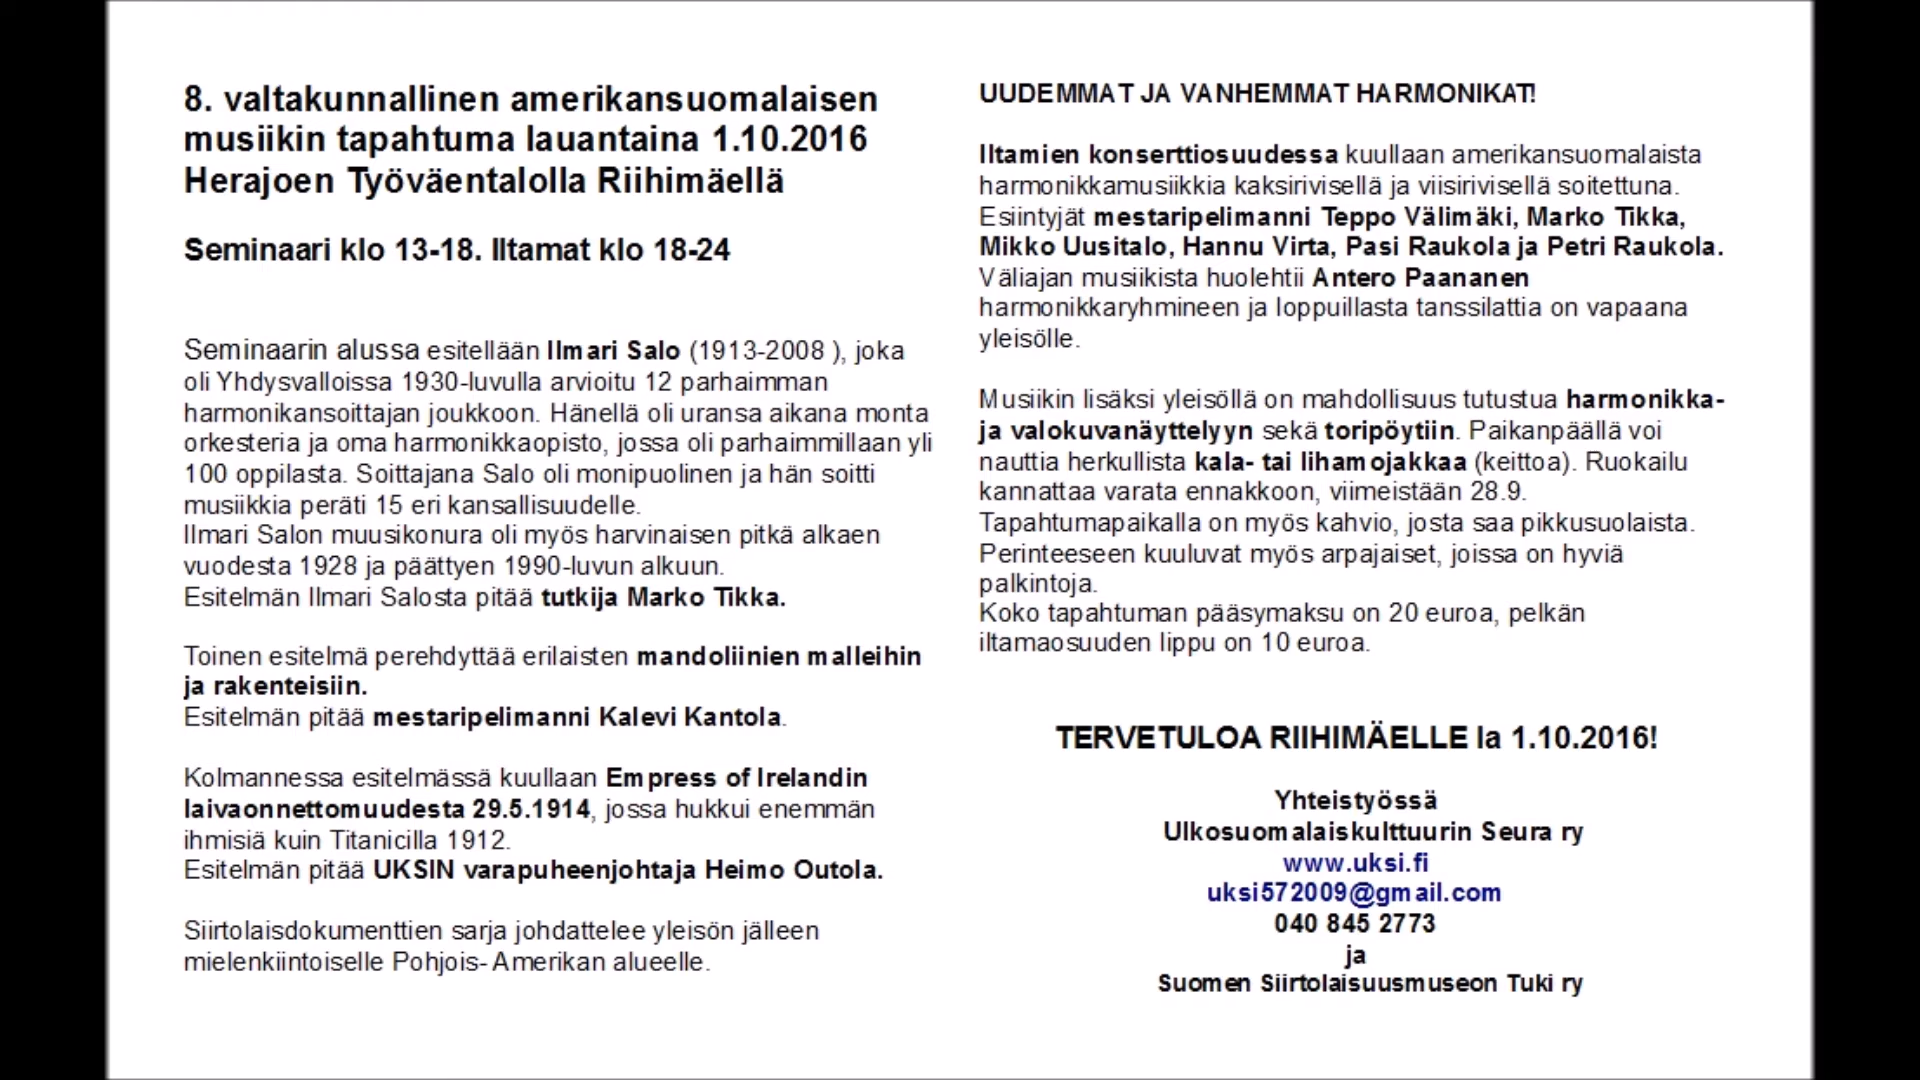 8. valtakunnallinen amerikansuomalaisen
musiikin tapahtuma lauantaina 1.10.2016
Herajoen Työväentalolla Riihimäellä
Seminaari klo 13-18. Iltamat klo 18-24
Seminaarin alussa esitellään Ilmari Salo (1913-2008 ), joka
oli Yhdysvalloissa 1930-luvulla arvioitu 12 parhaimman
harmonikansoittajan joukkoon. Hänellä oli uransa aikana monta
orkesteria ja oma harmonikkaopisto, jossa oli parhaimmillaan yli
100 oppilasta. Soittajana Salo oli monipuolinen ja hän soitti
musiikkia peräti 15 eri kansallisuudelle.
Ilmari Salon muusikonura oli myös harvinaisen pitkä alkaen
vuodesta 1928 ja päättyen 1990-luvun alkuun.
Esitelmän Ilmari Salosta pitää tutkija Marko Tikka.
Toinen esitelmä perehdyttää erilaisten mandoliinien malleihin
ja rakenteisiin.
Esitelmän pitää mestaripelimanni Kalevi Kantola.
Kolmannessa esitelmässä kuullaan Empress of Irelandin
laivaonnettomuudesta 29.5.1914, jossa hukkui enemmän
ihmisiä kuin Titanicilla 1912.
Esitelmän pitää UKSIN varapuheenjohtaja Heimo Outola.
Siirtolaisdokumenttien sarja johdattelee yleisön jälleen
mielenkiintoiselle Pohjois- Amerikan alueelle.
UUDEMMAT JA VANHEMMAT HARMONIKAT!
Iltamien konserttiosuudessa kuullaan amerikansuomalaista
harmonikkamusiikkia kaksirivisellä ja viisirivisellä soitettuna.
Esiintyjät mestaripelimanni Teppo Välimäki, Marko Tikka,
Mikko Uusitalo, Hannu Virta, Pasi Raukola ja Petri Raukola.
Väliajan musiikista huolehtii Antero Paananen
harmonikkaryhmineen ja loppuillasta tanssilattia on vapaana
yleisölle.
Musiikin lisäksi yleisöllä on mahdollisuus tutustua harmonikka-
ja valokuvanäyttelyyn sekä toripöytiin. Paikanpäällä voi
nauttia herkullista kala- tai lihamojakkaa (keittoa). Ruokailu
kannattaa varata ennakkoon, viimeistään 28.9.
Tapahtumapaikalla on myös kahvio, josta saa pikkusuolaista.
Perinteeseen kuuluvat myös arpajaiset, joissa on hyviä
palkintoja.
Koko tapahtuman pääsymaksu on 20 euroa, pelkän
iltamaosuuden lippu on 10 euroa.
TERVETULOA RIIHIMÄELLE la 1.10.2016!
Yhteistyössä
Ulkosuomalaiskulttuurin Seura ry
www.uksi.fi
uksi572009@gmail.com
040 845 2773
ja
Suomen Siirtolaisuusmuseon Tuki ry